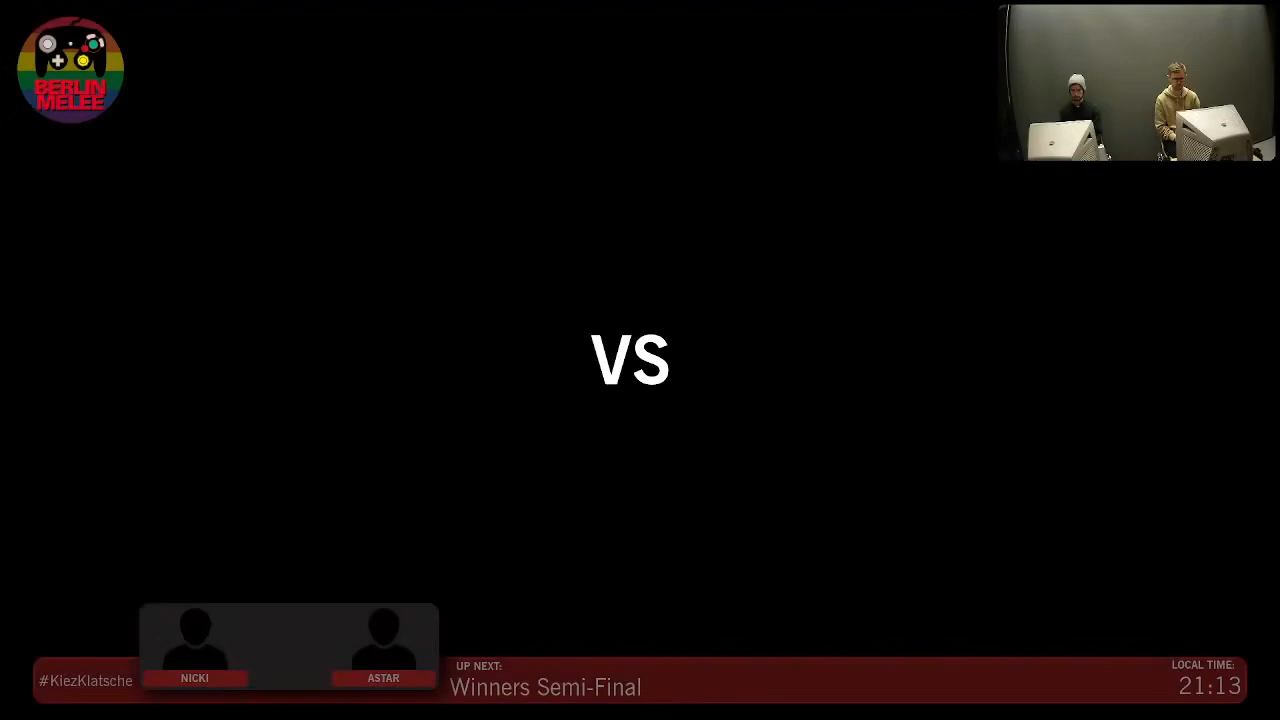 BERLIN
MELEE
VS
#KiezKlatsche
NICKI
ASTAR
UP NEXT:
Winners Semi-Final
LOCAL TIME:
21:13